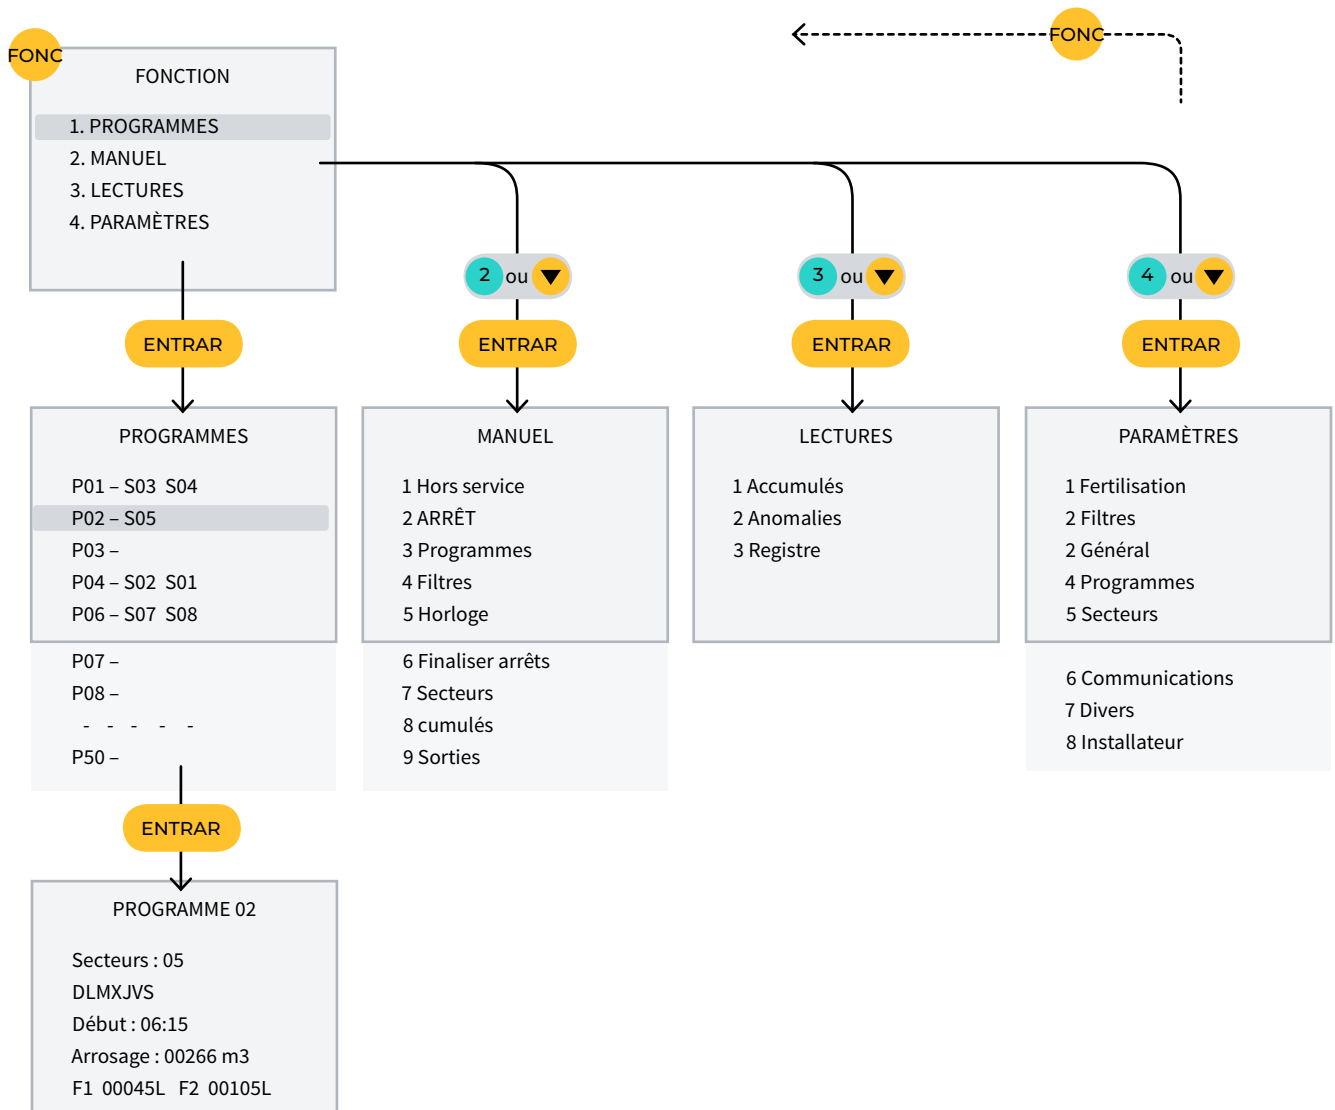 FONC
FONC
FONCTION
1. PROGRAMMES
2. MANUEL
3. LECTURES
4. PARAMÈTRES
2 ou
3 ou
4 ou
ENTRAR
ENTRAR
ENTRAR
ENTRAR
PROGRAMMES
P01 – S03 S04
P02 – S05
P03 –
P04 – S02 S01
P06 – S07 S08
P07 –
P08 –
- - - - -
P50 –
MANUEL
1 Hors service
2 ARRÊT
3 Programmes
4 Filtres
5 Horloge
6 Finaliser arrêts
7 Secteurs
8 cumulés
9 Sorties
LECTURES
1 Accumulés
2 Anomalies
3 Registre
PARAMÈTRES
1 Fertilisation
2 Filtres
2 Général
4 Programmes
5 Secteurs
6 Communications
7 Divers
8 Installateur
ENTRAR
PROGRAMME 02
Secteurs : 05
DLMXJVS
Début : 06:15
Arrosage : 00266 m3
F1 00045L F2 00105L